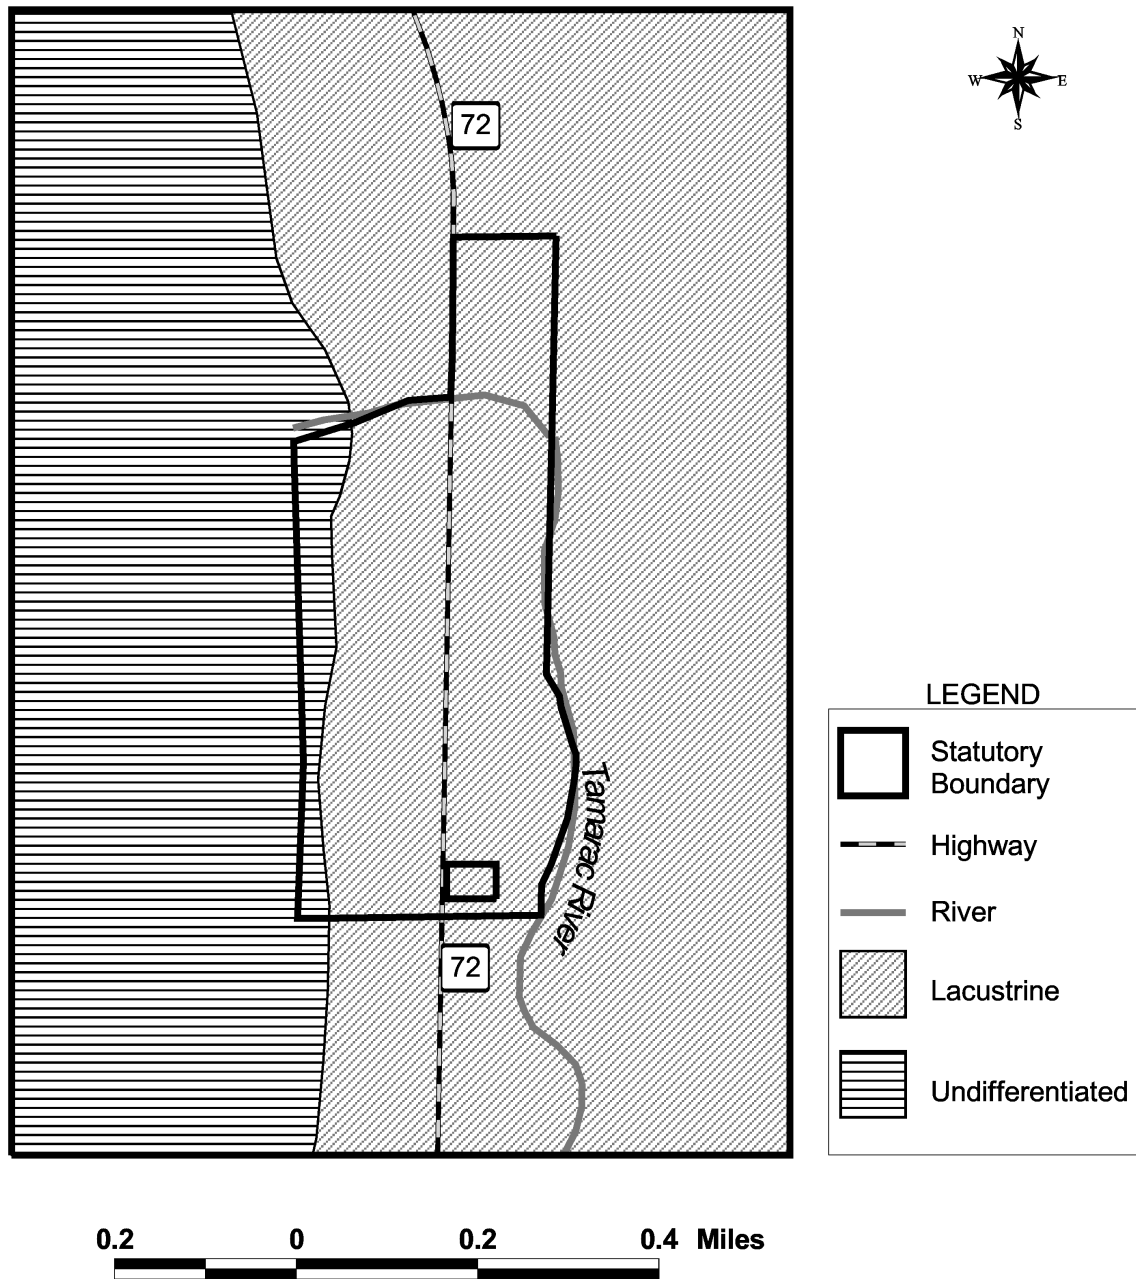 N
W E
S
72
LEGEND
Statutory
Boundary
Highway
River
Lacustrine
Undifferentiated
Tamarac River
72
0.2 0 0.2 0.4 Miles